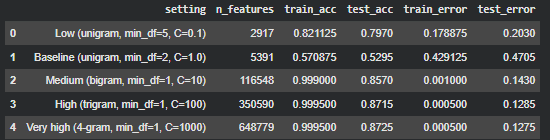 setting n_features train_acc test_acc train_error test_error
0 Low (unigram, min_df=5, C=0.1) 2917 0.821125 0.7970 0.178875 0.2030
1 Baseline (unigram, min_df=2, C=1.0) 5391 0.570875 0.5295 0.429125 0.4705
2 Medium (bigram, min_df=1, C=10) 116548 0.999000 0.8570 0.001000 0.1430
3 High (trigram, min_df=1, C=100) 350590 0.999500 0.8715 0.000500 0.1285
4 Very high (4-gram, min_df=1, C=1000) 648779 0.999500 0.8725 0.000500 0.1275